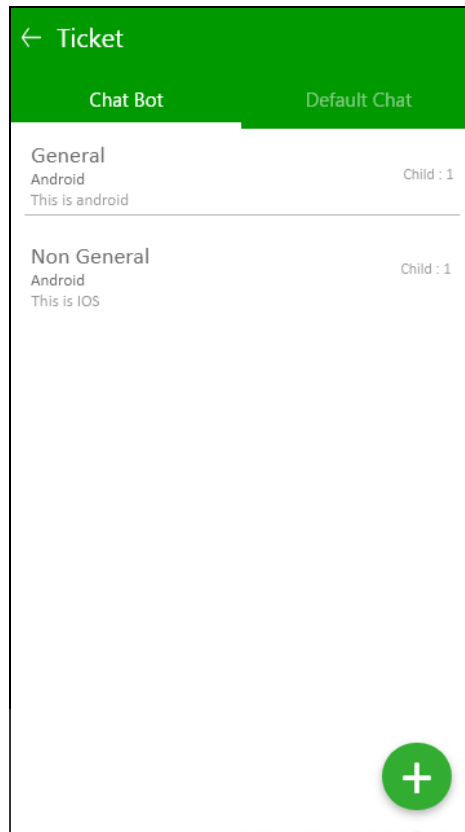 Ticket
Chat Bot
Default Chat
General
Android
Child : 1
This is android
Non General
Android
Child : 1
This is IOS